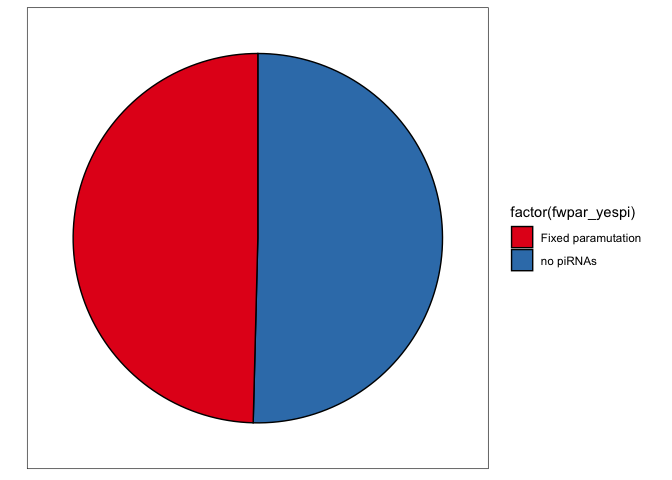 factor(fwpar_yespi)
Fixed paramutation
no piRNAs